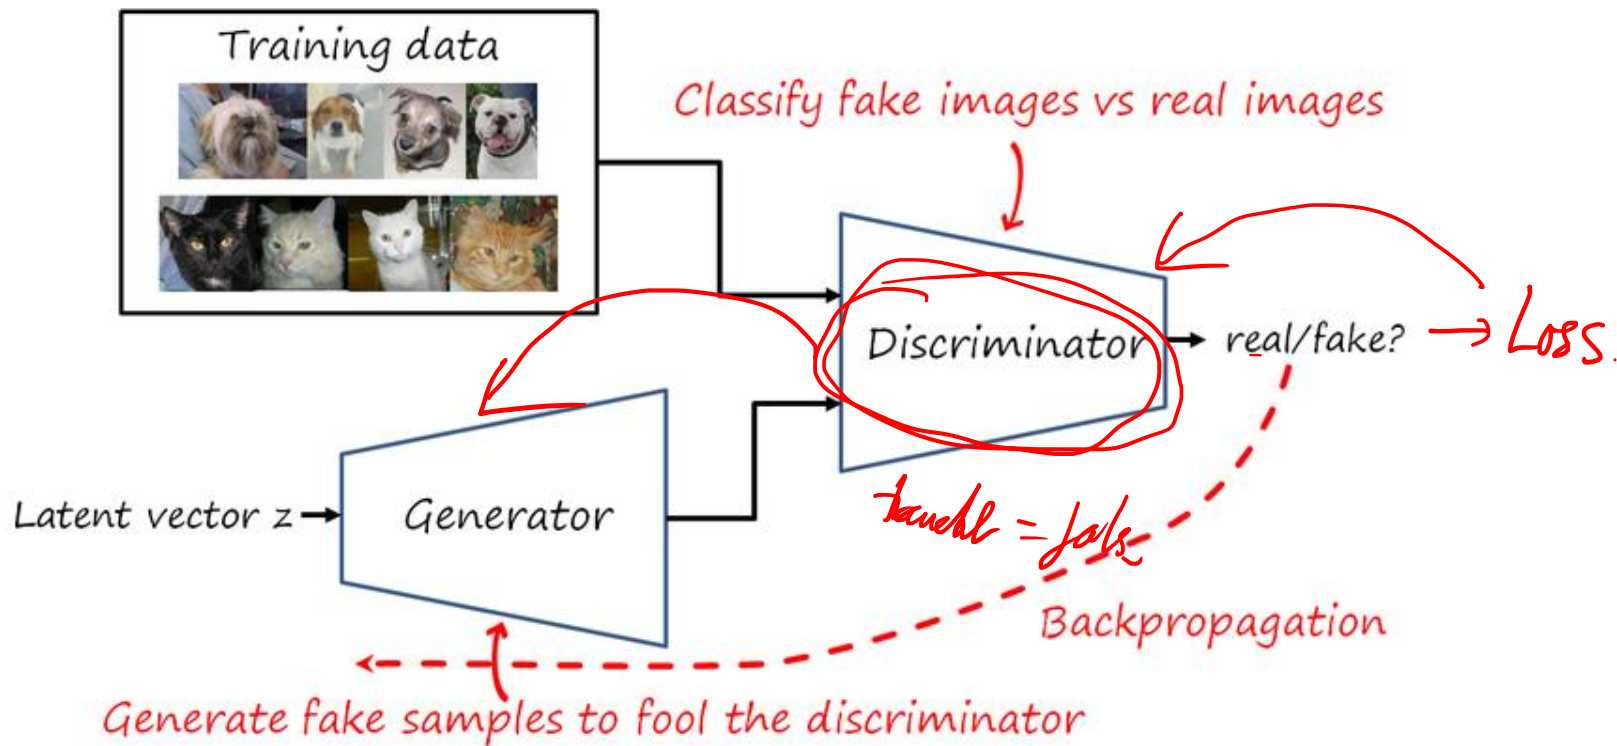 Training data
Classify fake images vs real images
Discriminator
real/fake?
Loss.
Latent vector z
Generator
= false
Backpropagation
Generate fake samples to fool the discriminator